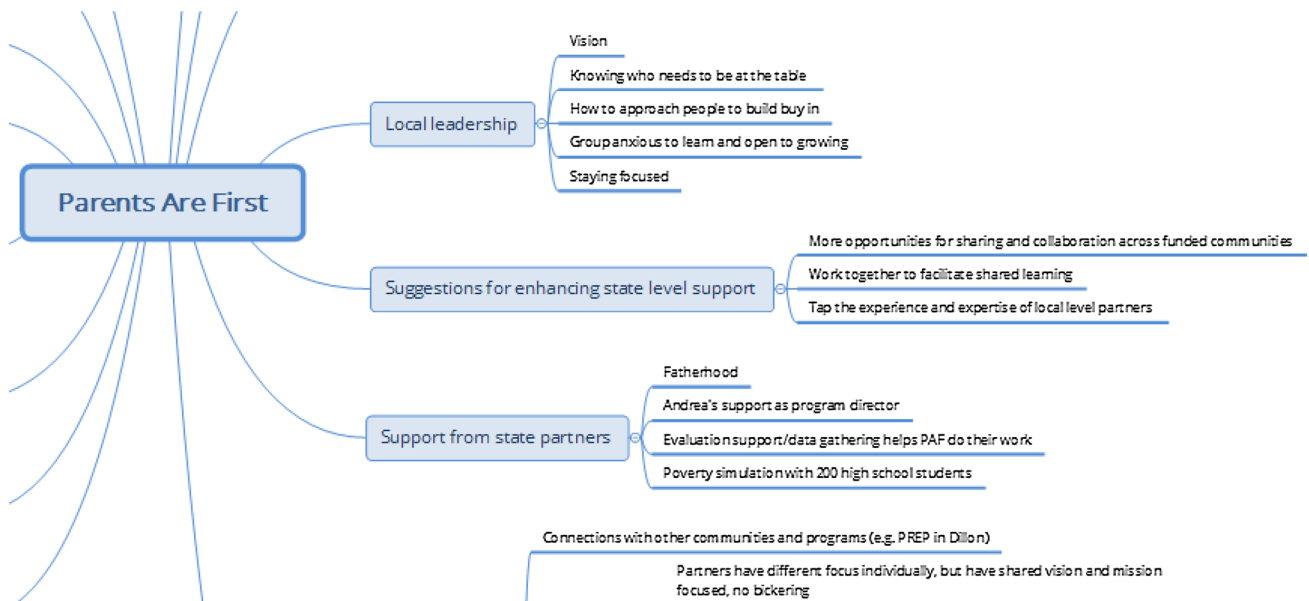 Vision
Knowing who needs to be at the table
How to approach people to build buy in
Local leadership
Group anxious to learn and open to growing
Staying focused
Parents Are First
More opportunities for sharing and collaboration across funded communities
Suggestions for enhancing state level support
Work together to facilitate shared learning
Tap the experience and expertise of local level partners
Fatherhood
Andrea's support as program director
Support from state partners
Evaluation support/data gathering helps PAF do their work
Poverty simulation with 200 high school students
Connections with other communities and programs (e.g. PREP in Dillon)
Partners have different focus individually, but have shared vision and mission
focused, no bickering